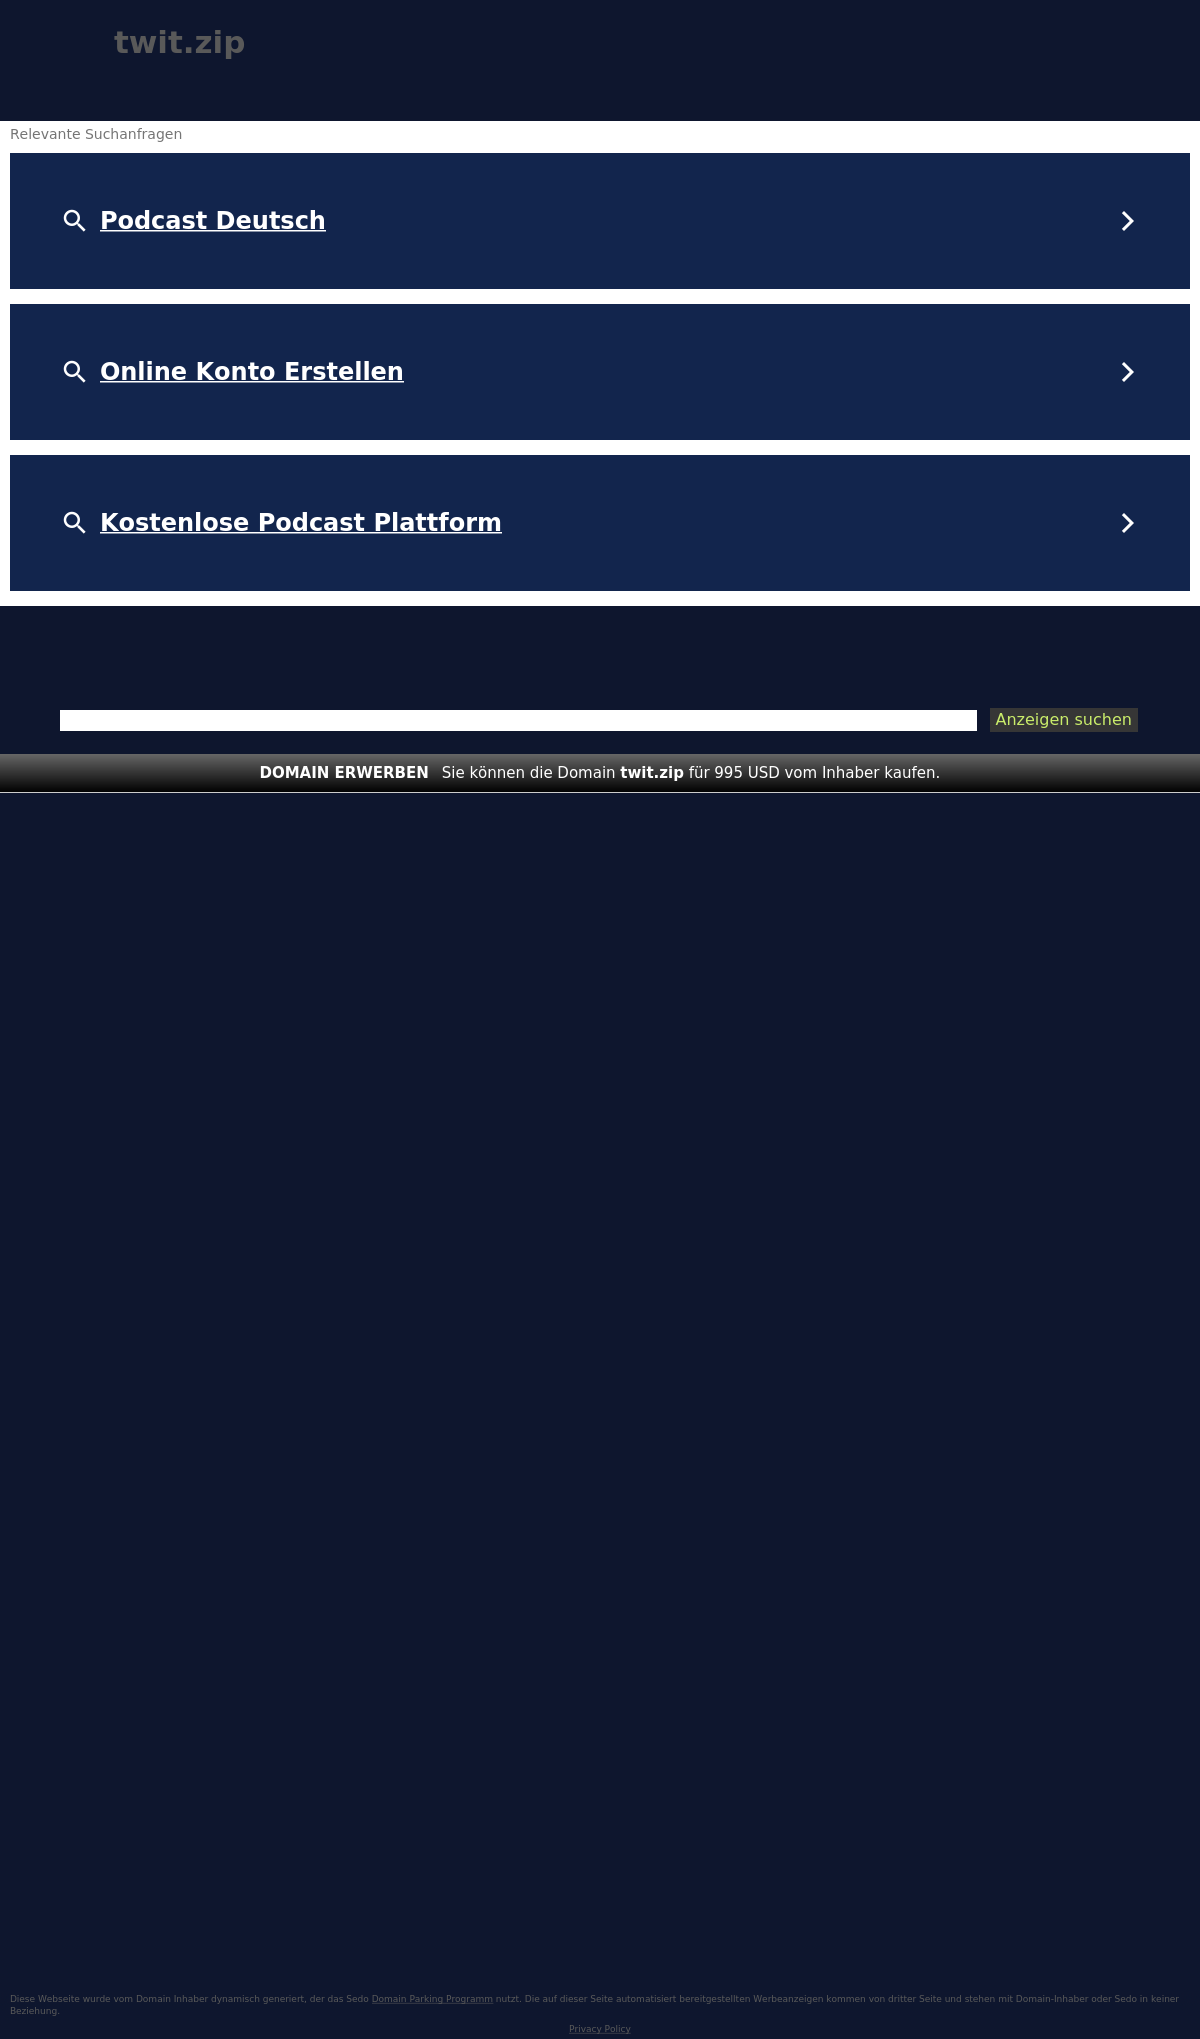 twit.zip
Relevante Suchanfragen
Podcast Deutsch
Online Konto Erstellen
Kostenlose Podcast Plattform
Anzeigen suchen
DOMAIN ERWERBEN Sie können die Domain twit.zip für 995 USD vom Inhaber kaufen.
Diese Webseite wurde vom Domain Inhaber dynamisch generiert, der das Sedo Domain Parking Programm nutzt. Die auf dieser Seite automatisiert bereitgestellten Werbeanzeigen kommen von dritter Seite und stehen mit Domain-Inhaber oder Sedo in keiner
Beziehung.
Privacy Policy